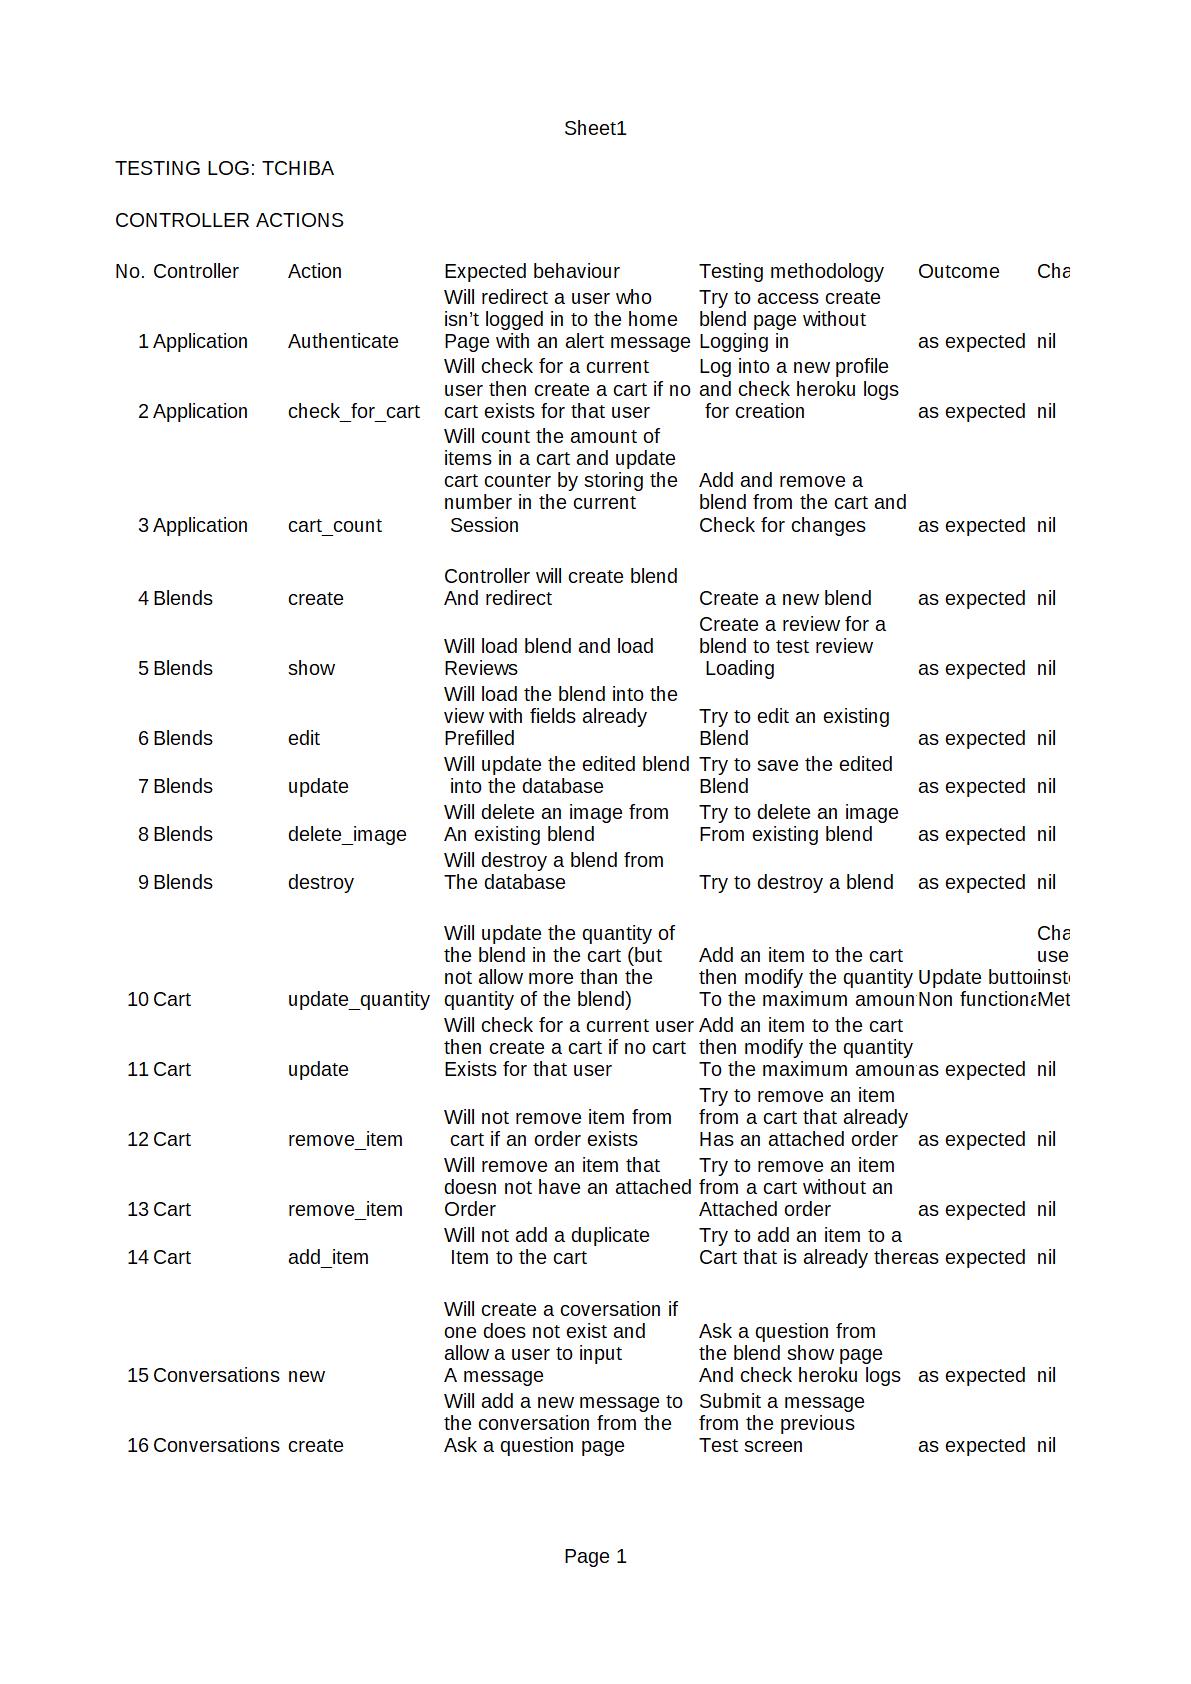 Sheet1
TESTING LOG: TCHIBA
CONTROLLER ACTIONS
No. Controller Action Expected behaviour Testing methodology Outcome Cha
Will redirect a user who Try to access create
isn't logged in to the home blend page without
1 Application Authenticate Page with an alert message Logging in as expected nil
Will check for a current Log into a new profile
user then create a cart if no and check heroku logs
2 Application check_for_cart cart exists for that user for creation as expected nil
Will count the amount of
items in a cart and update
cart counter by storing the Add and remove a
number in the current blend from the cart and
3 Application cart_count Session Check for changes as expected nil
Controller will create blend
4 Blends create And redirect Create a new blend as expected nil
Create a review for a
Will load blend and load blend to test review
5 Blends show Reviews Loading as expected nil
Will load the blend into the
view with fields already Try to edit an existing
6 Blends edit Prefilled Blend as expected nil
Will update the edited blend Try to save the edited
7 Blends update into the database Blend as expected nil
Will delete an image from Try to delete an image
8 Blends delete_image An existing blend From existing blend as expected nil
Will destroy a blend from
9 Blends destroy The database Try to destroy a blend as expected nil
Will update the quantity of Cha
the blend in the cart (but Add an item to the cart use
not allow more than the then modify the quantity Update butto inst
10 Cart update_quantity quantity of the blend) To the maximum amoun Non functiona Met
Will check for a current user Add an item to the cart
then create a cart if no cart then modify the quantity
11 Cart update Exists for that user To the maximum amoun as expected nil
Try to remove an item
Will not remove item from from a cart that already
12 Cart remove_item cart if an order exists Has an attached order as expected nil
Will remove an item that Try to remove an item
doesn not have an attached from a cart without an
13 Cart remove_item Order Attached order as expected nil
Will not add a duplicate Try to add an item to a
14 Cart add_item Item to the cart Cart that is already there as expected nil
Will create a coversation if
one does not exist and Ask a question from
allow a user to input the blend show page
15 Conversations new A message And check heroku logs as expected nil
Will add a new message to Submit a message
the conversation from the from the previous
16 Conversations create Ask a question page Test screen as expected nil
Page 1